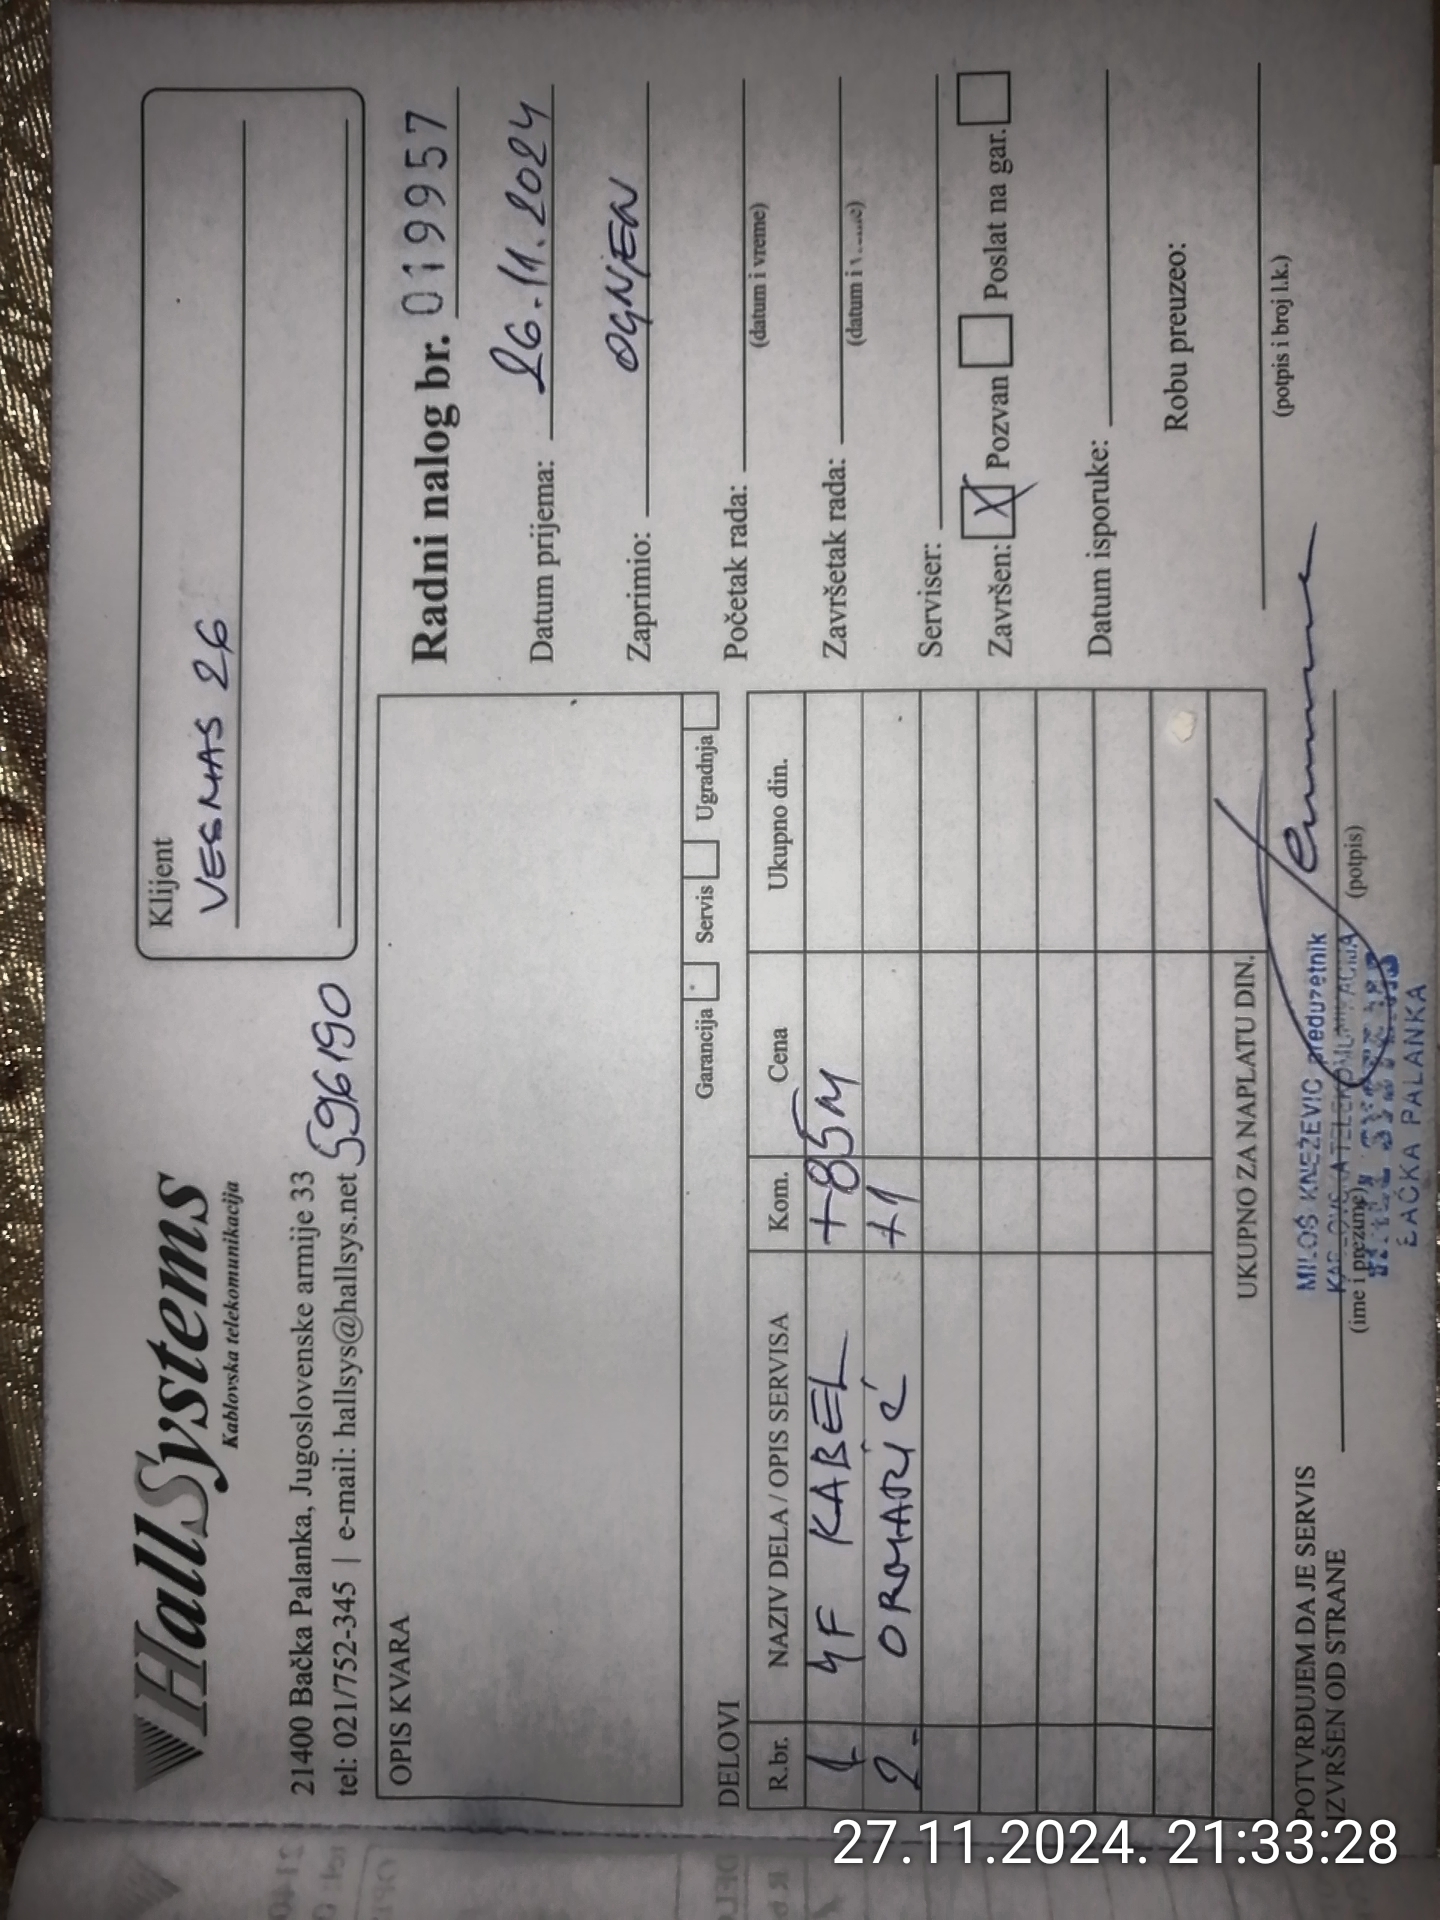 HallSystems
Kablovska telekomunikacija
21400 Bačka Palanka, Jugoslovenske armije 33
tel: 021/752-345 | e-mail: hallsys@hallsys.net
596190
Klijent
VESMAS 26
OPIS KVARA
Garancija Servis Ugradnja
Radni nalog br. 019957
Datum prijema: 26.11.2024
Zaprimio: OGNJEN
Početak rada:
(datum i vreme)
Završetak rada:
(datum i
Serviser:
Završen: X Pozvan Poslat na gar.
Datum isporuke:
Robu preuzeo:
(potpis i broj l.k.)
DELOVI
R.br. NAZIV DELA / OPIS SERVISA Kom. Cena Ukupno din.
1 4F KABEL +85M
2. ORMARIĆ +1
UKUPNO ZA NAPLATU DIN.
POTVRĐUJEM DA JE SERVIS
IZVRŠEN OD STRANE
(ime i prezime)
(potpis)
MILOŠ KNEŽEVIĆ preduzetnik
BAČKA PALANKA
27.11.2024. 21:33:28